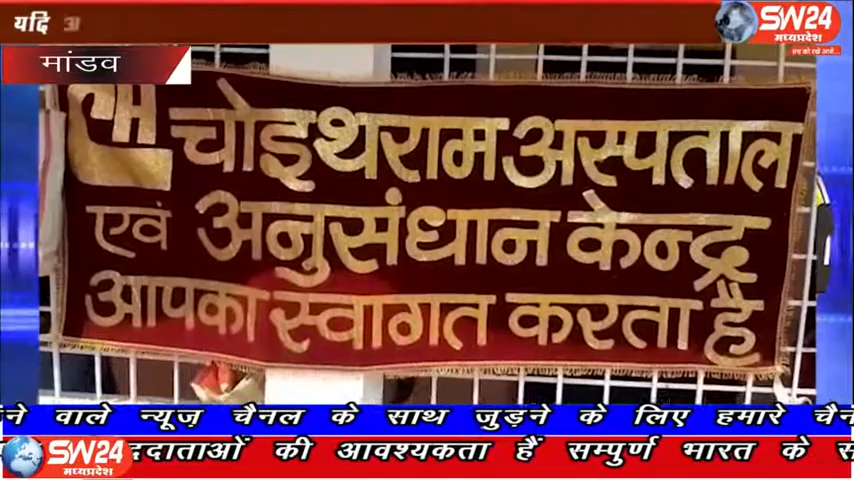 यदि
SW24
मध्यप्रदेश
मांडव
CH
चोइथराम अस्पताल
एवं अनुसंधान केन्द्र
आपका स्वागत करता है
वाले न्यूज़ चैनल के साथ जुड़ने के लिए हमारे
SW24
मध्यप्रदेश
की आवश्यकता हैं सम्पुर्ण भारत के